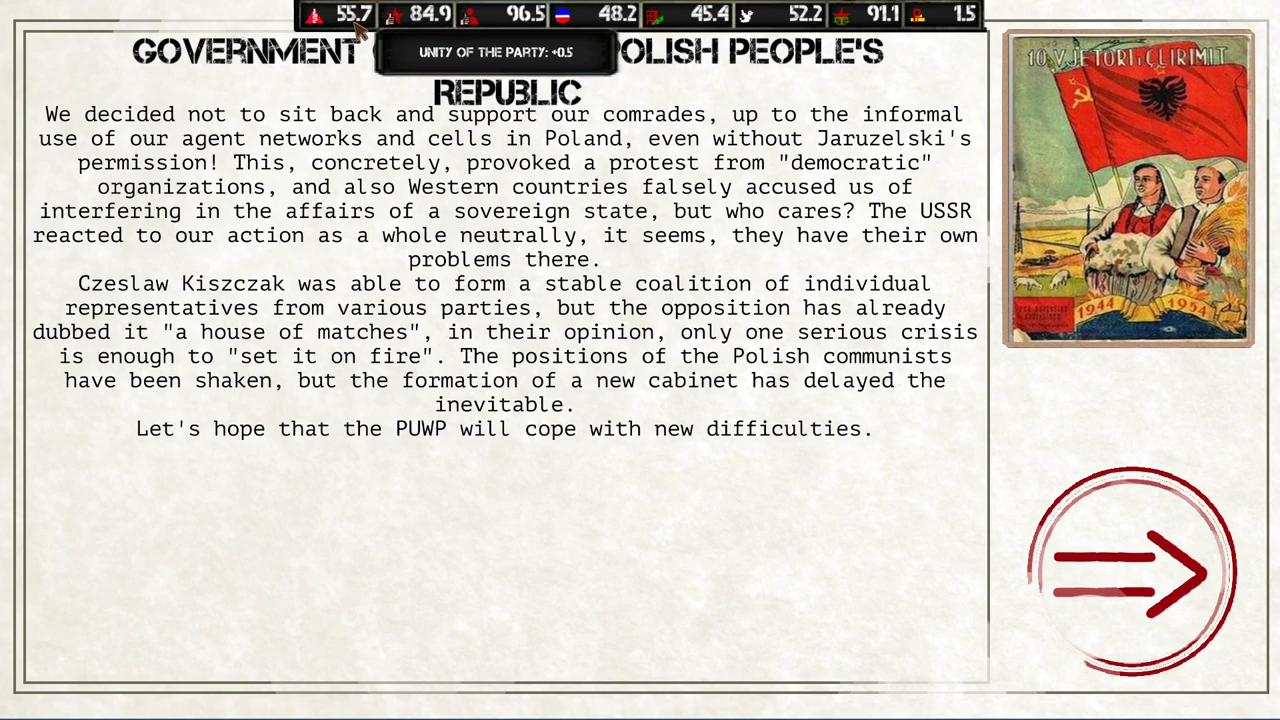 55.7 84.9 96.5 48.2 45.4 52.2 91.1 1.5
UNITY OF THE PARTY: +0.5
GOVERNMENT OLISH PEOPLE'S
REPUBLIC
We decided not to sit back and support our comrades, up to the informal
use of our agent networks and cells in Poland, even without Jaruzelski's
permission! This, concretely, provoked a protest from "democratic"
organizations, and also Western countries falsely accused us of
interfering in the affairs of a sovereign state, but who cares? The USSR
reacted to our action as a whole neutrally, it seems, they have their own
problems there.
Czeslaw Kiszczak was able to form a stable coalition of individual
representatives from various parties, but the opposition has already
dubbed it "a house of matches", in their opinion, only one serious crisis
is enough to "set it on fire". The positions of the Polish communists
have been shaken, but the formation of a new cabinet has delayed the
inevitable.
Let's hope that the PUWP will cope with new difficulties.
10 VJETORI i ÇLIRIMIT
1944 1954